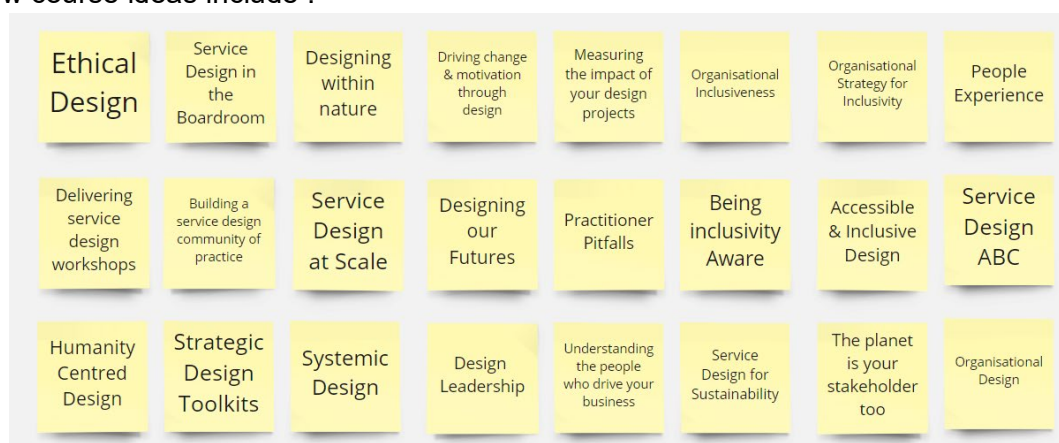 w course ideas include :
Ethical
Design
Service
Design in
the
Boardroom
Designing
within
nature
Driving change
& motivation
through
design
Measuring
the impact of
your design
projects
Organisational
Inclusiveness
Organisational
Strategy for
Inclusivity
People
Experience
Delivering
service
design
workshops
Building a
service design
community of
practice
Service
Design
at Scale
Designing
our
Futures
Practitioner
Pitfalls
Being
inclusivity
Aware
Accessible
& Inclusive
Design
Service
Design
ABC
Humanity
Centred
Design
Strategic
Design
Toolkits
Systemic
Design
Design
Leadership
Understanding
the people
who drive your
business
Service
Design for
Sustainability
The planet
is your
stakeholder
too
Organisational
Design